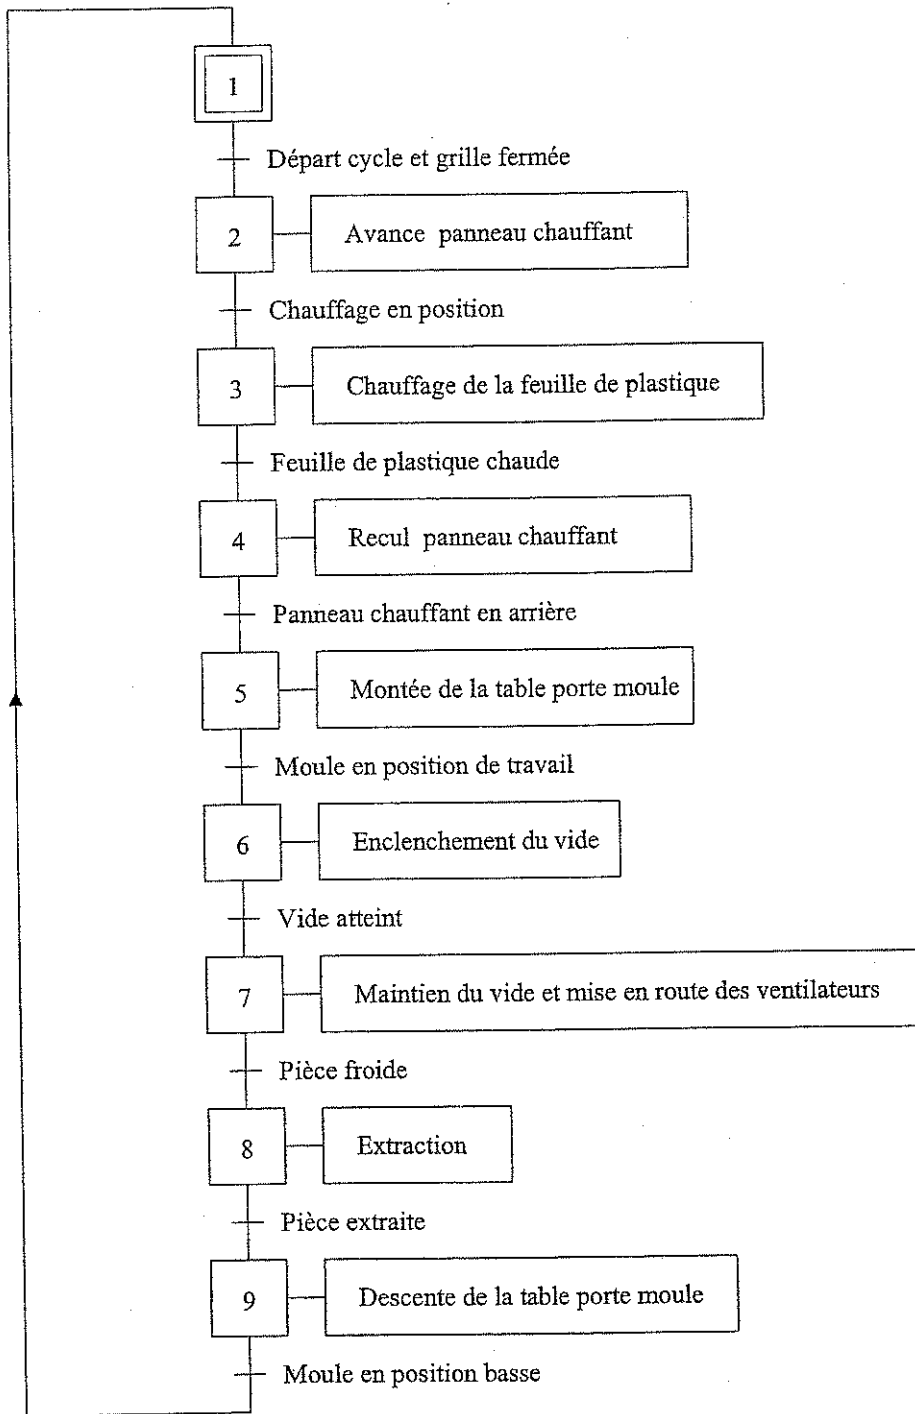 1
Départ cycle et grille fermée
2
Avance panneau chauffant
Chauffage en position
3
Chauffage de la feuille de plastique
Feuille de plastique chaude
4
Recul panneau chauffant
Panneau chauffant en arrière
5
Montée de la table porte moule
Moule en position de travail
6
Enclenchement du vide
Vide atteint
7
Maintien du vide et mise en route des ventilateurs
Pièce froide
8
Extraction
Pièce extraite
9
Descente de la table porte moule
Moule en position basse